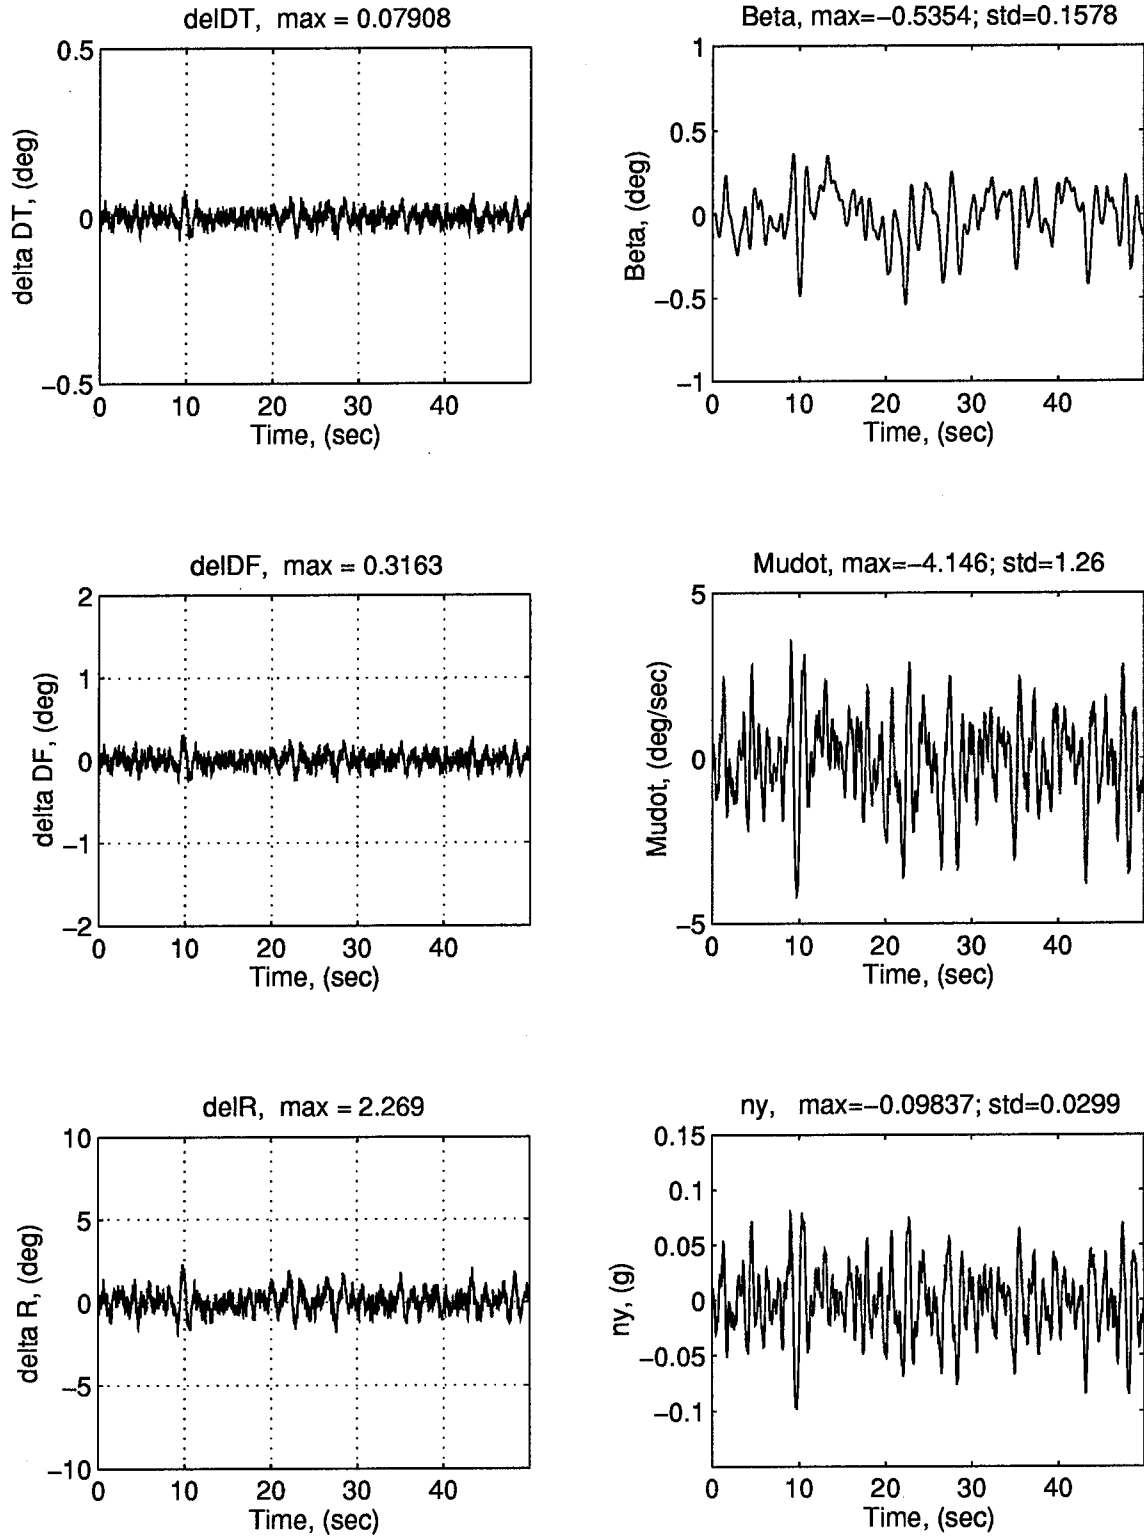 delDT, max = 0.07908
0.5
0
−0.5
delta DT, (deg)
0 10 20 30 40
Time, (sec)
Beta, max=−0.5354; std=0.1578
1
0.5
0
−0.5
−1
Beta, (deg)
0 10 20 30 40
Time, (sec)
delDF, max = 0.3163
2
1
0
−1
−2
delta DF, (deg)
0 10 20 30 40
Time, (sec)
Mudot, max=−4.146; std=1.26
5
0
−5
Mudot, (deg/sec)
0 10 20 30 40
Time, (sec)
delR, max = 2.269
10
5
0
−5
−10
delta R, (deg)
0 10 20 30 40
Time, (sec)
ny, max=−0.09837; std=0.0299
0.15
0.1
0.05
0
−0.05
−0.1
ny, (g)
0 10 20 30 40
Time, (sec)